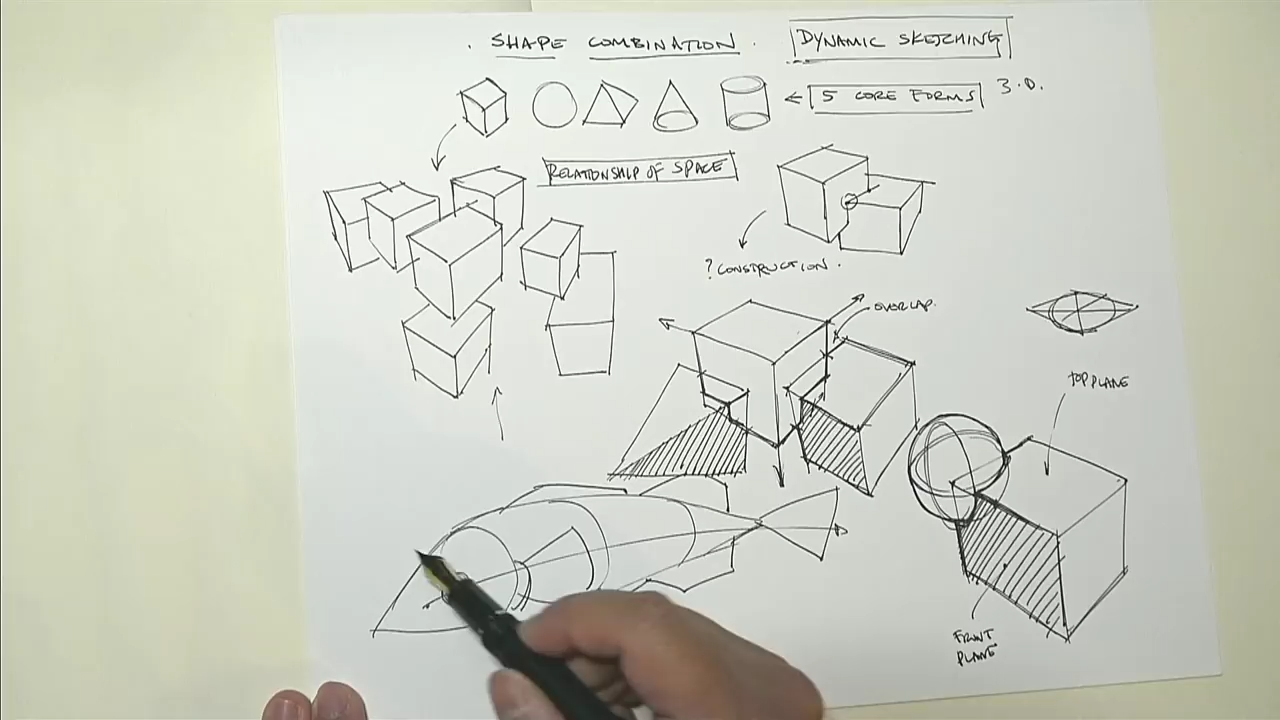 . SHAPE COMBINATION .
DYNAMIC SKETCHING
← 5 CORE FORMS
3.D.
RELATIONSHIP OF SPACE
? CONSTRUCTION .
OVERLAP.
TOP PLANE
FRONT
PLANE